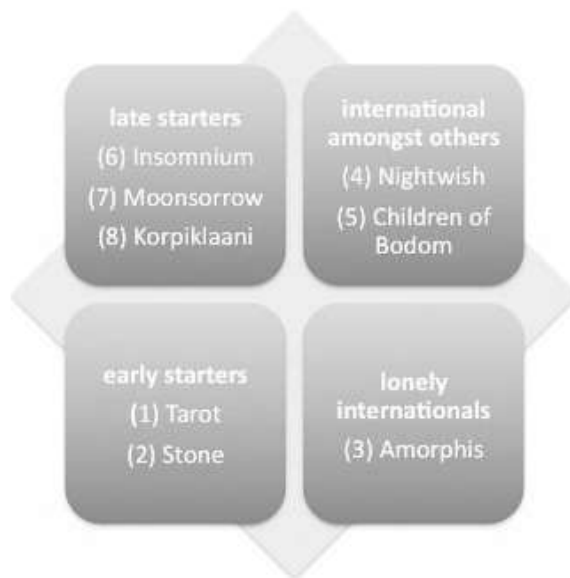 late starters
(6) Insomnium
(7) Moonsorrow
(8) Korpiklaani
international
amongst others
(4) Nightwish
(5) Children of
Bodom
early starters
(1) Tarot
(2) Stone
lonely
internationals
(3) Amorphis